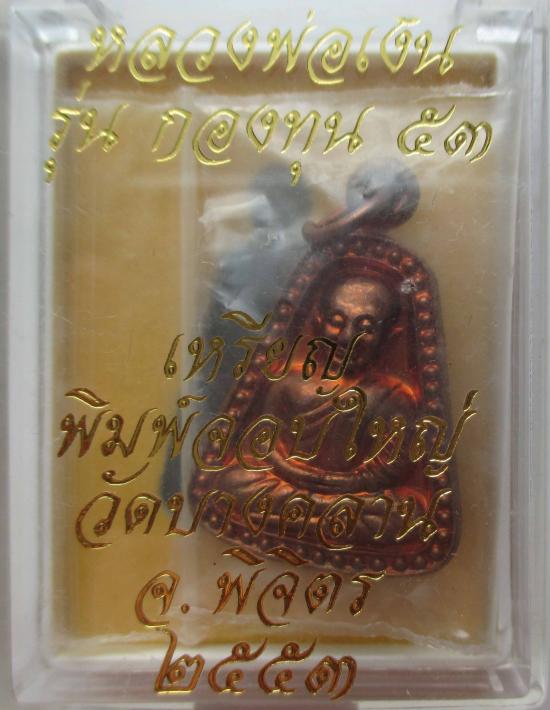 หลวงพ่อเงิน
รุ่น กองทุน ๕๓
เหรียญ
พิมพ์จอบใหญ่
วัดบางคลาน
จ. พิจิตร
๒๕๕๓